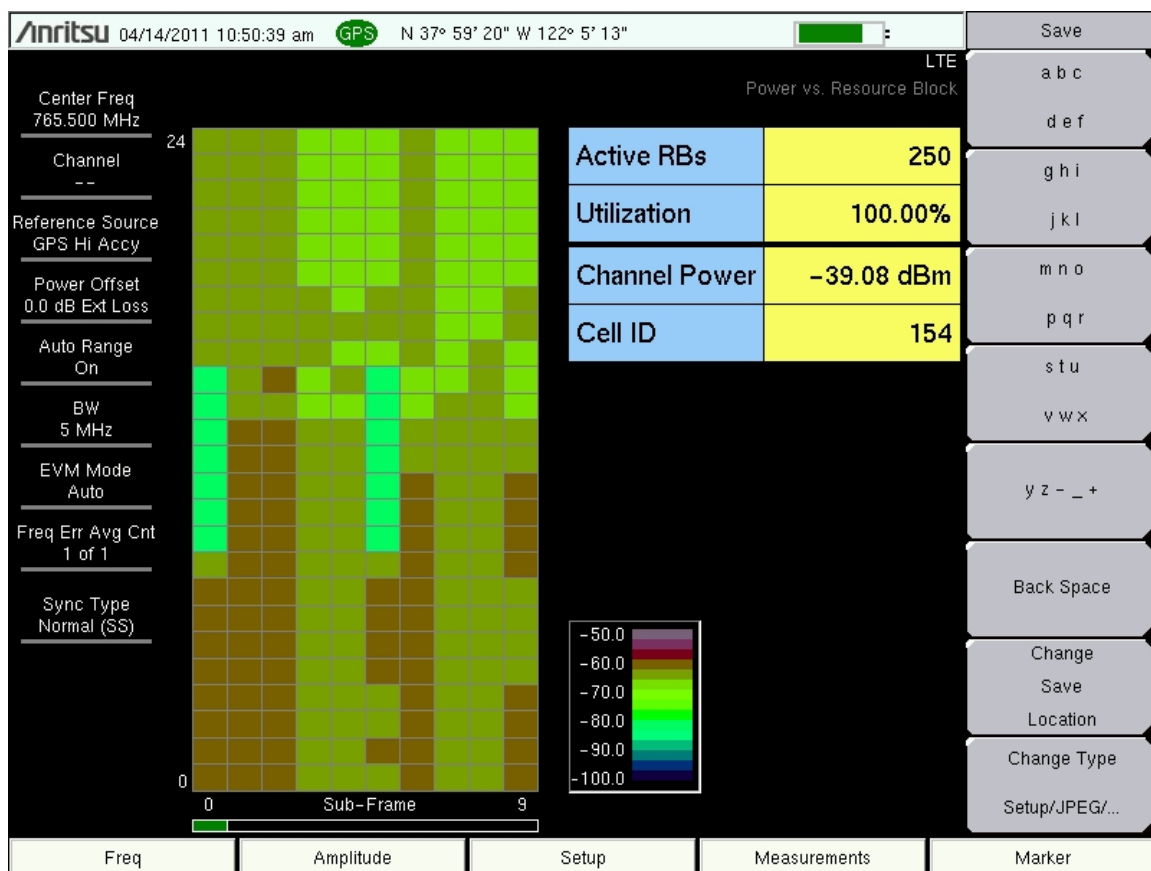 Anritsu 04/14/2011 10:50:39 am GPS N 37° 59' 20" W 122° 5' 13"
Save
LTE
Power vs. Resource Block
Center Freq
765.500 MHz
Channel
--
Reference Source
GPS Hi Accy
Power Offset
0.0 dB Ext Loss
Auto Range
On
BW
5 MHz
EVM Mode
Auto
Freq Err Avg Cnt
1 of 1
Sync Type
Normal (SS)
24
0
0 Sub-Frame 9
Active RBs 250
Utilization 100.00%
Channel Power -39.08 dBm
Cell ID 154
-50.0
-60.0
-70.0
-80.0
-90.0
-100.0
a b c
d e f
g h i
j k l
m n o
p q r
s t u
v w x
y z - _ +
Back Space
Change
Save
Location
Change Type
Setup/JPEG/...
Freq Amplitude Setup Measurements Marker